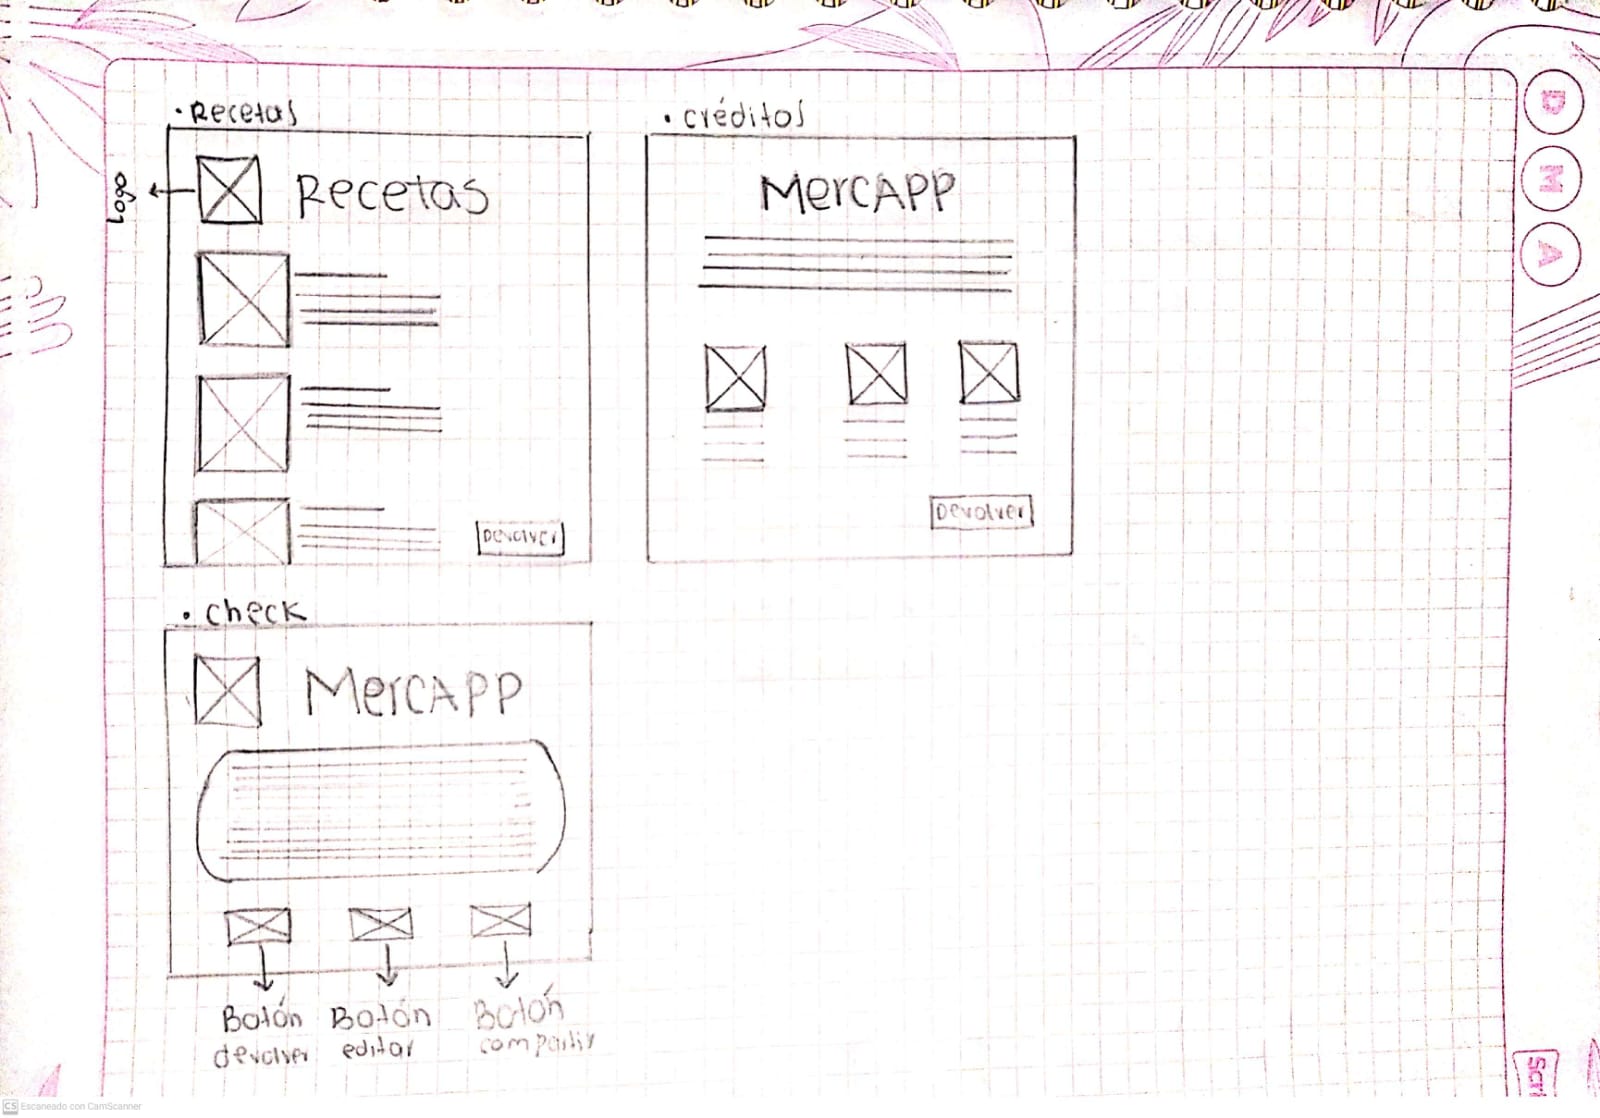 • Recetas
logo
Recetas
Devolver
• créditos
MercAPP
Devolver
• check
MercAPP
Botón devolver
Botón editar
Botón compartir
D
M
A
Scri
CS Escaneado con CamScanner